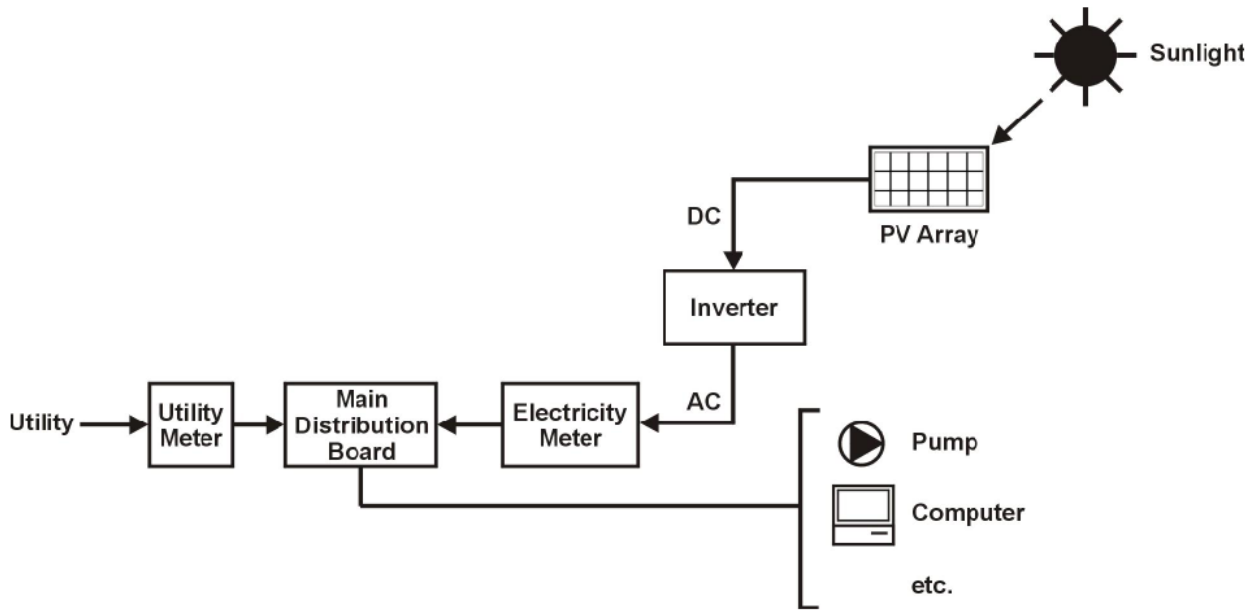 Sunlight
PV Array
DC
Inverter
AC
Utility
Utility
Meter
Main
Distribution
Board
Electricity
Meter
Pump
Computer
etc.